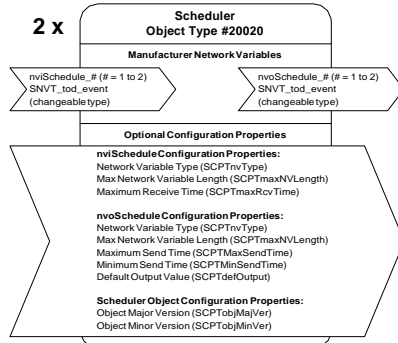 2 x
Scheduler
Object Type #20020
Manufacturer Network Variables
nviSchedule_# (# = 1 to 2)
SNVT_tod_event
(changeable type)
nvoSchedule_# (# = 1 to 2)
SNVT_tod_event
(changeable type)
Optional Configuration Properties
nviSchedule Configuration Properties:
Network Variable Type (SCPTnvType)
Max Network Variable Length (SCPTmaxNVLength)
Maximum Receive Time (SCPTmaxRcvTime)
nvoSchedule Configuration Properties:
Network Variable Type (SCPTnvType)
Max Network Variable Length (SCPTmaxNVLength)
Maximum Send Time (SCPTMaxSendTime)
Minimum Send Time (SCPTMinSendTime)
Default Output Value (SCPTdefOutput)
Scheduler Object Configuration Properties:
Object Major Version (SCPTobjMajVer)
Object Minor Version (SCPTobjMinVer)